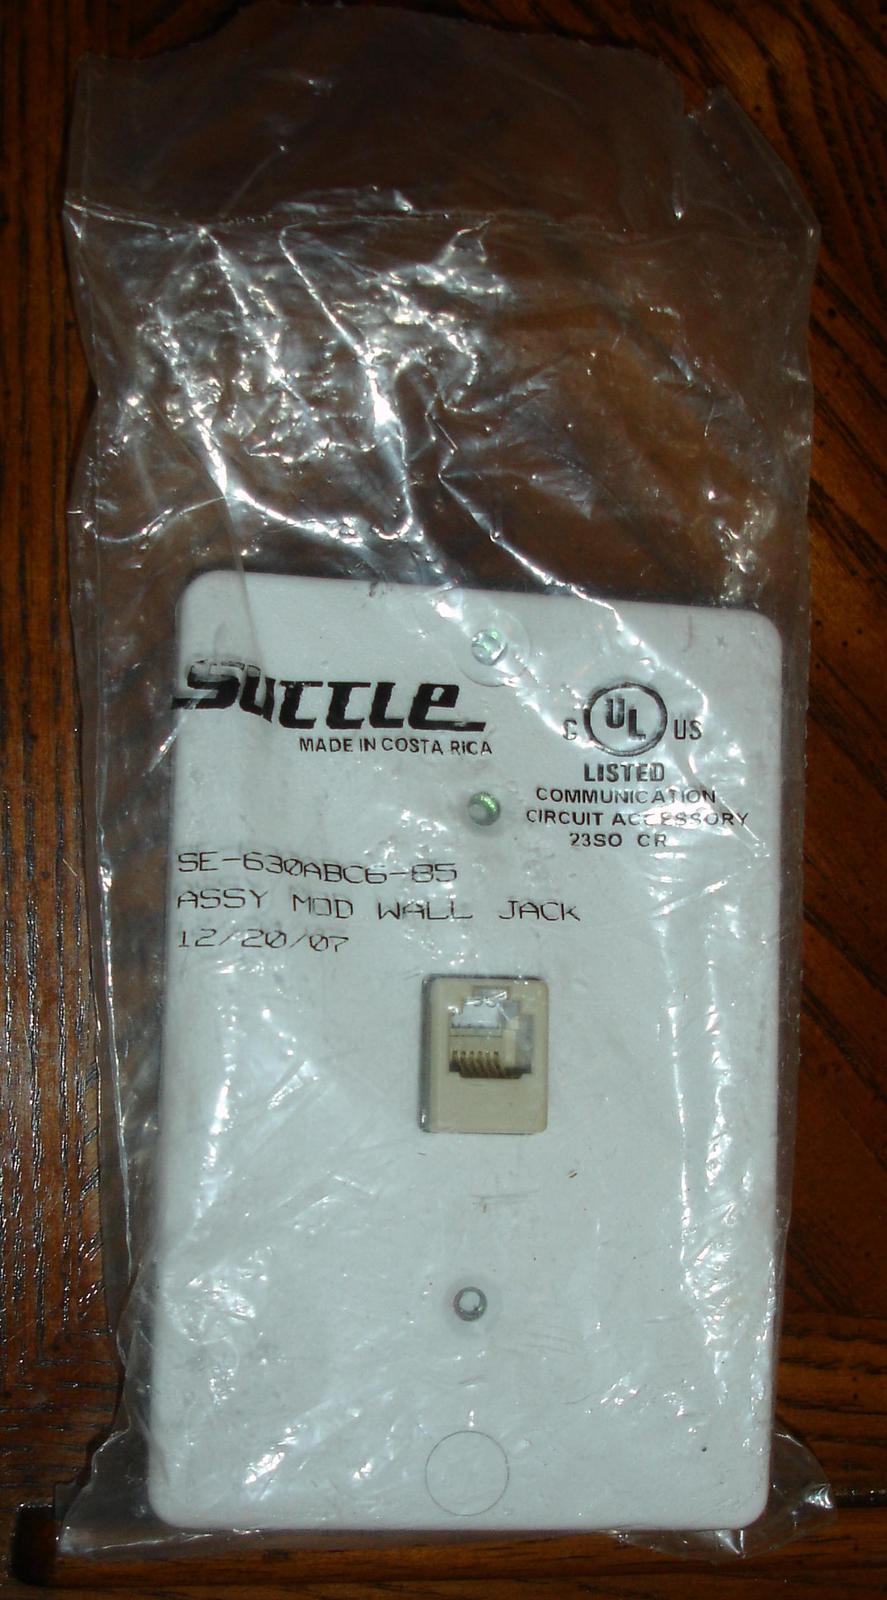 Suttle
MADE IN COSTA RICA
C UL US
LISTED
COMMUNICATION
CIRCUIT ACCESSORY
23SO CR
SE-630ABC6-85
ASSY MOD WALL JACK
12/20/07